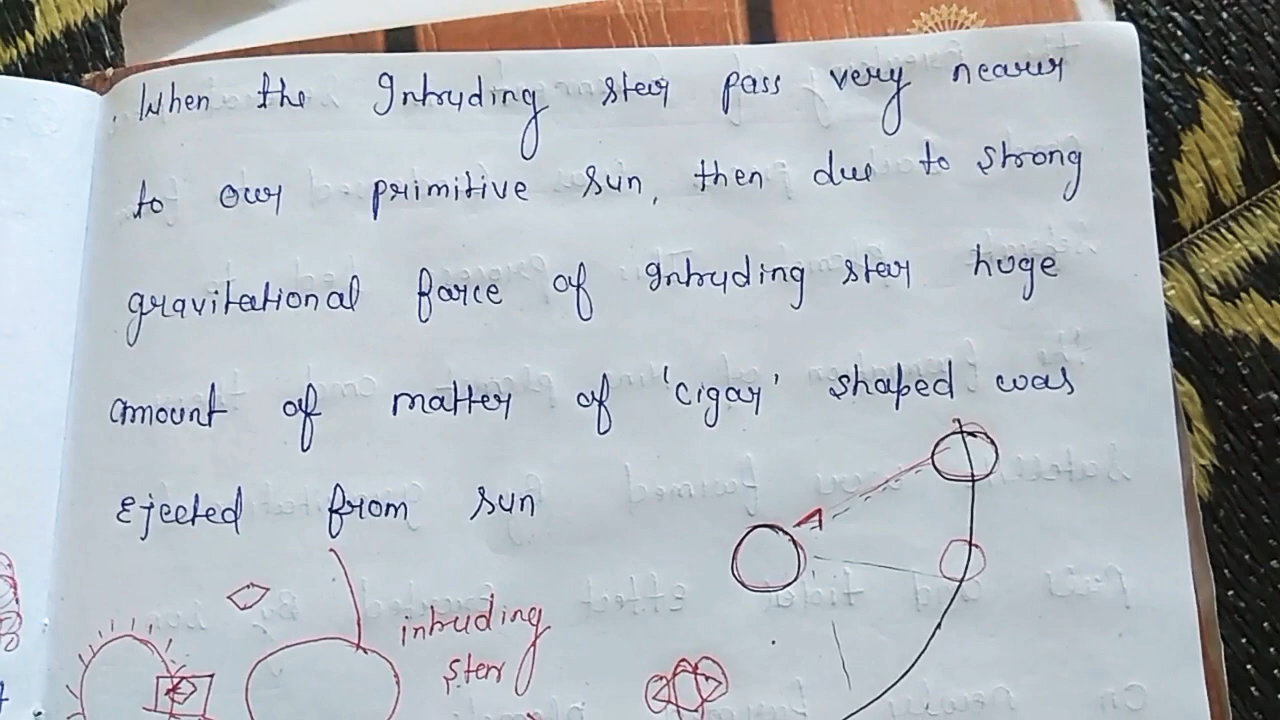 . When the Intruding star pass very nearer
to our primitive sun, then due to strong
gravitational force of Intruding star huge
amount of matter of 'cigar' shaped was
Ejected from sun
intruding
star